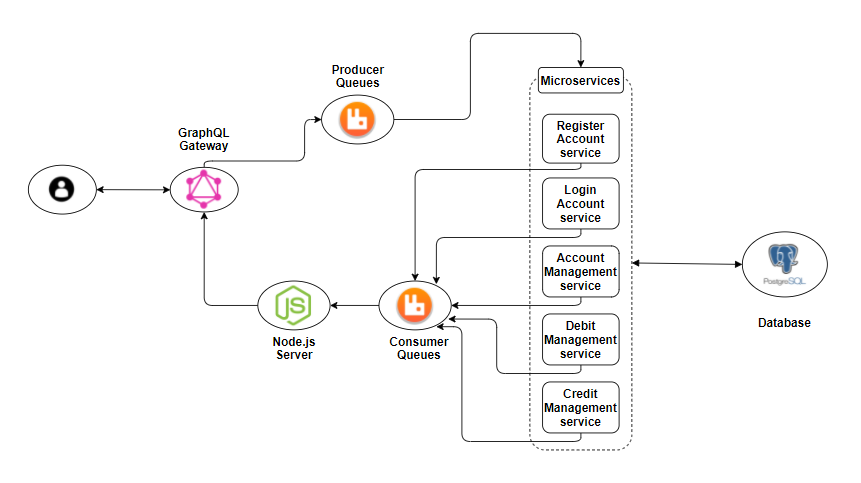 Producer
Queues
Microservices
GraphQL
Gateway
Register
Account
service
Login
Account
service
Account
Management
service
PostgreSQL
Database
JS
Node.js
Server
Consumer
Queues
Debit
Management
service
Credit
Management
service